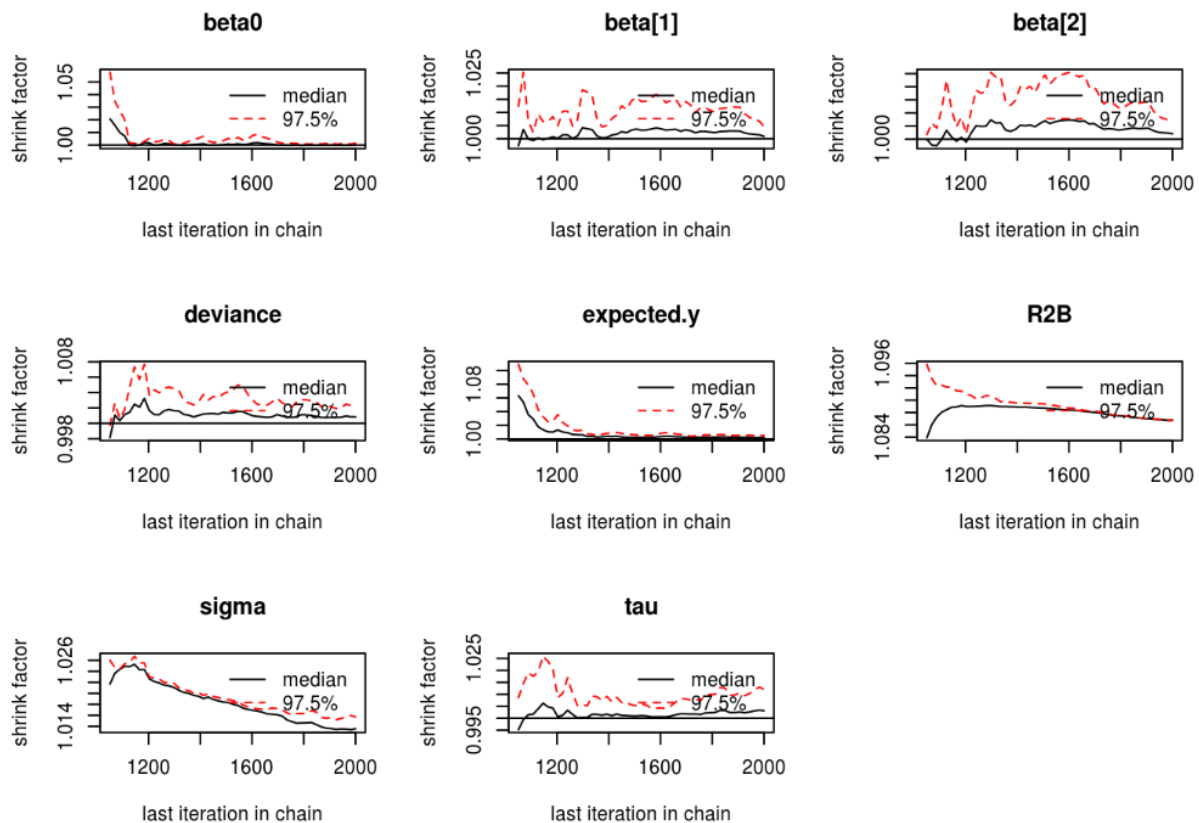 beta0
shrink factor
1.00
1.05
median
97.5%
1200
1600
2000
last iteration in chain
beta[1]
shrink factor
1.000
1.025
median
97.5%
1200
1600
2000
last iteration in chain
beta[2]
shrink factor
1.000
median
97.5%
1200
1600
2000
last iteration in chain
deviance
shrink factor
0.998
1.008
median
97.5%
1200
1600
2000
last iteration in chain
expected.y
shrink factor
1.00
1.08
median
97.5%
1200
1600
2000
last iteration in chain
R2B
shrink factor
1.084
1.096
median
97.5%
1200
1600
2000
last iteration in chain
sigma
shrink factor
1.014
1.026
median
97.5%
1200
1600
2000
last iteration in chain
tau
shrink factor
0.995
1.025
median
97.5%
1200
1600
2000
last iteration in chain